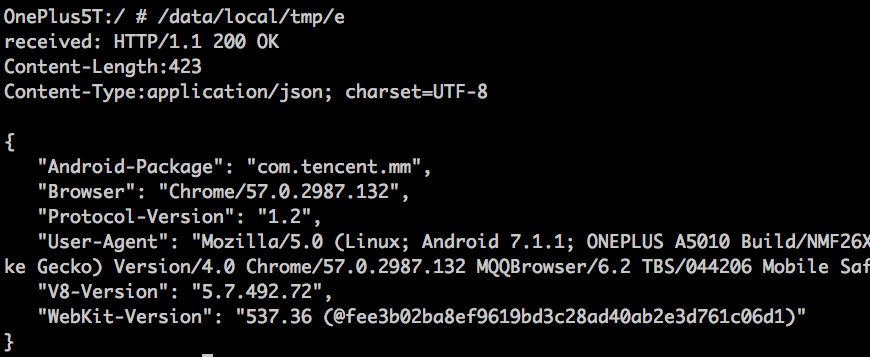 OnePlus5T:/ # /data/local/tmp/e
received: HTTP/1.1 200 OK
Content-Length:423
Content-Type:application/json; charset=UTF-8

{
   "Android-Package": "com.tencent.mm",
   "Browser": "Chrome/57.0.2987.132",
   "Protocol-Version": "1.2",
   "User-Agent": "Mozilla/5.0 (Linux; Android 7.1.1; ONEPLUS A5010 Build/NMF26X
ke Gecko) Version/4.0 Chrome/57.0.2987.132 MQQBrowser/6.2 TBS/044206 Mobile Saf
   "V8-Version": "5.7.492.72",
   "WebKit-Version": "537.36 (@fee3b02ba8ef9619bd3c28ad40ab2e3d761c06d1)"
}